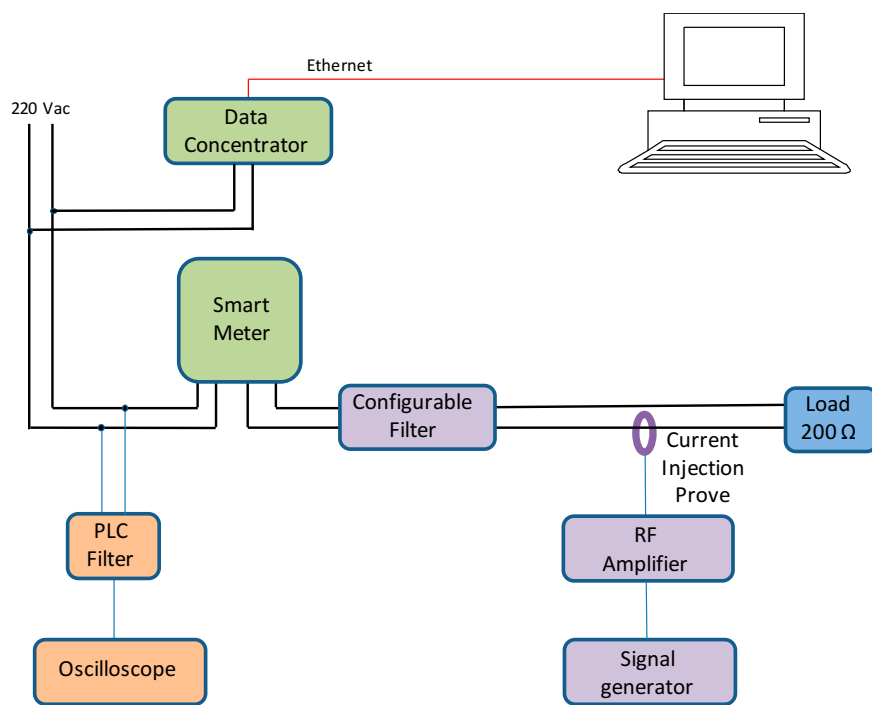 Ethernet
220 Vac
Data
Concentrator
Smart
Meter
Configurable
Filter
Load
200 Ω
Current
Injection
Prove
PLC
Filter
RF
Amplifier
Oscilloscope
Signal
generator